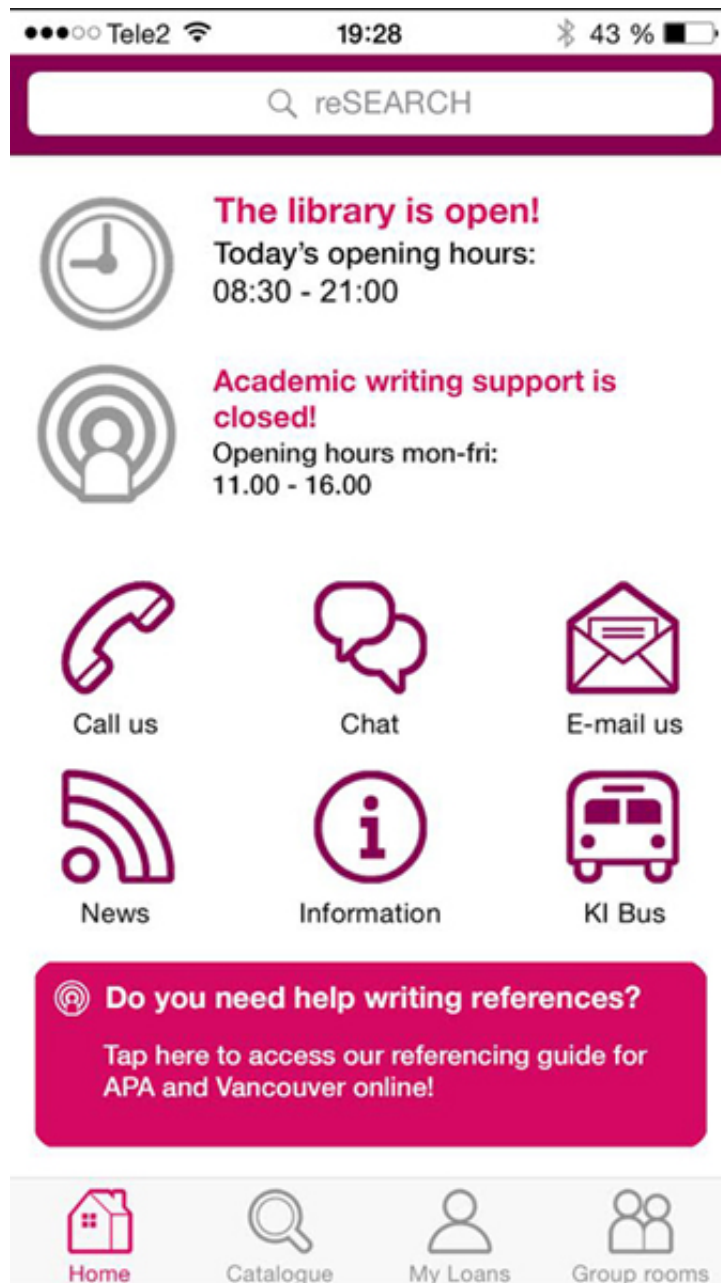 Tele2 19:28 43 %
reSEARCH
The library is open!
Today's opening hours:
08:30 - 21:00
Academic writing support is
closed!
Opening hours mon-fri:
11.00 - 16.00
Call us Chat E-mail us
News Information KI Bus
Do you need help writing references?
Tap here to access our referencing guide for
APA and Vancouver online!
Home Catalogue My Loans Group rooms